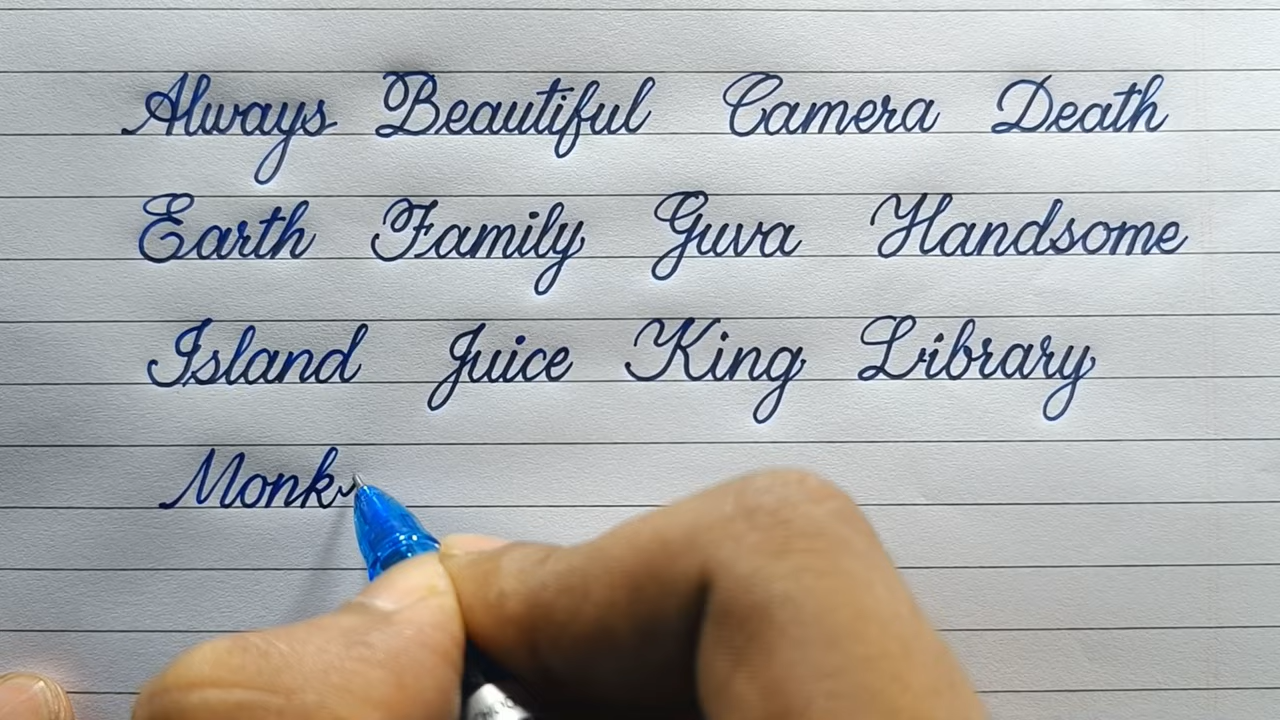 Always Beautiful Camera Death
Earth Family Guva Handsome
Island Juice King Library
Monk